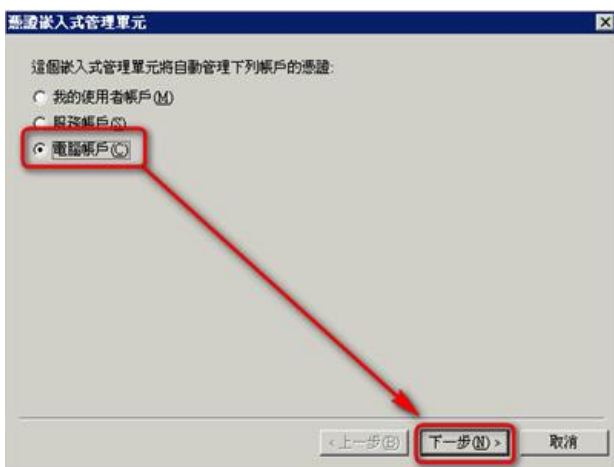 憑證嵌入式管理單元
這個嵌入式管理單元將自動管理下列帳戶的憑證:
我的使用者帳戶(M)
服務帳戶(S)
電腦帳戶(C)
<上一步(B) 下一步(N)> 取消